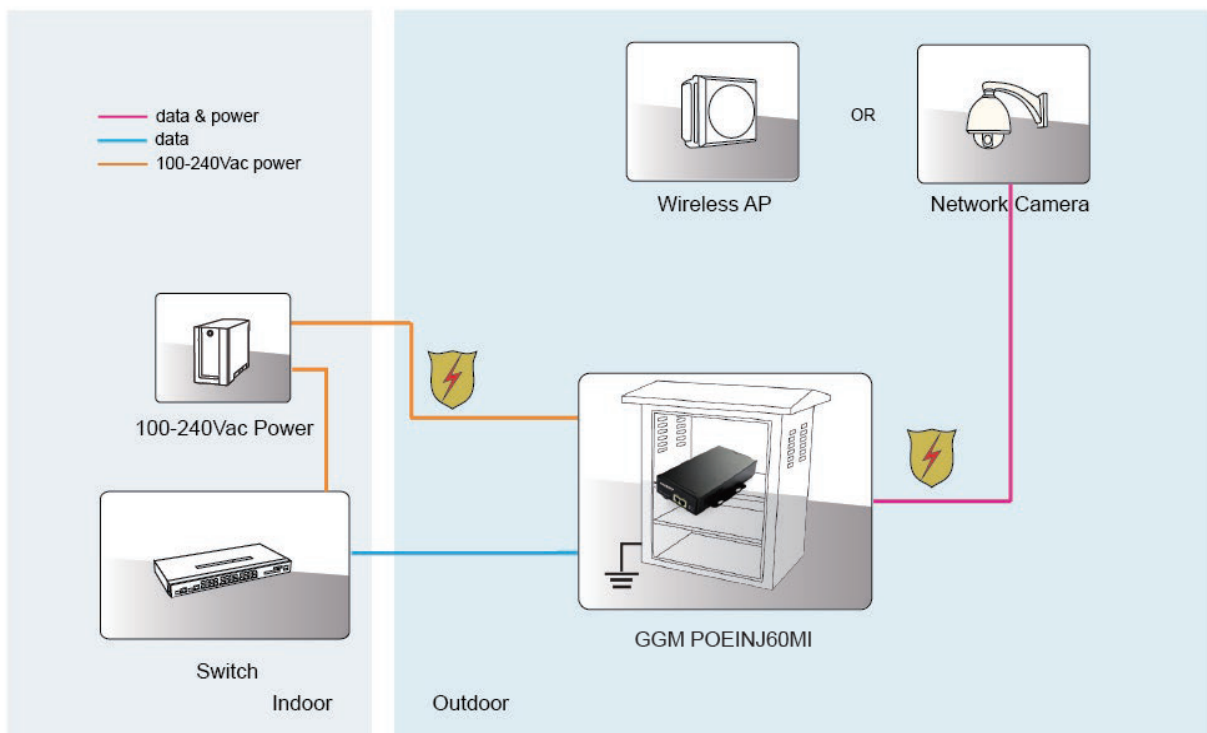 data & power
data
100-240Vac power
Wireless AP
OR
Network Camera
100-240Vac Power
GGM POEINJ60MI
Switch
Indoor
Outdoor